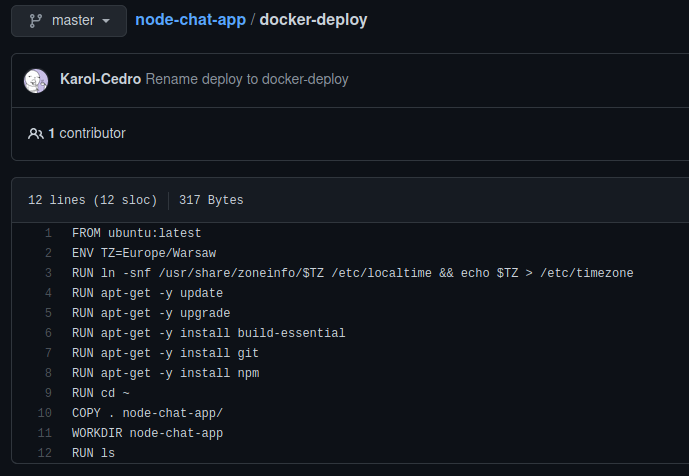 master node-chat-app / docker-deploy
Karol-Cedro Rename deploy to docker-deploy
1 contributor
12 lines (12 sloc) 317 Bytes
1 FROM ubuntu:latest
2 ENV TZ=Europe/Warsaw
3 RUN ln -snf /usr/share/zoneinfo/$TZ /etc/localtime && echo $TZ > /etc/timezone
4 RUN apt-get -y update
5 RUN apt-get -y upgrade
6 RUN apt-get -y install build-essential
7 RUN apt-get -y install git
8 RUN apt-get -y install npm
9 RUN cd ~
10 COPY . node-chat-app/
11 WORKDIR node-chat-app
12 RUN ls